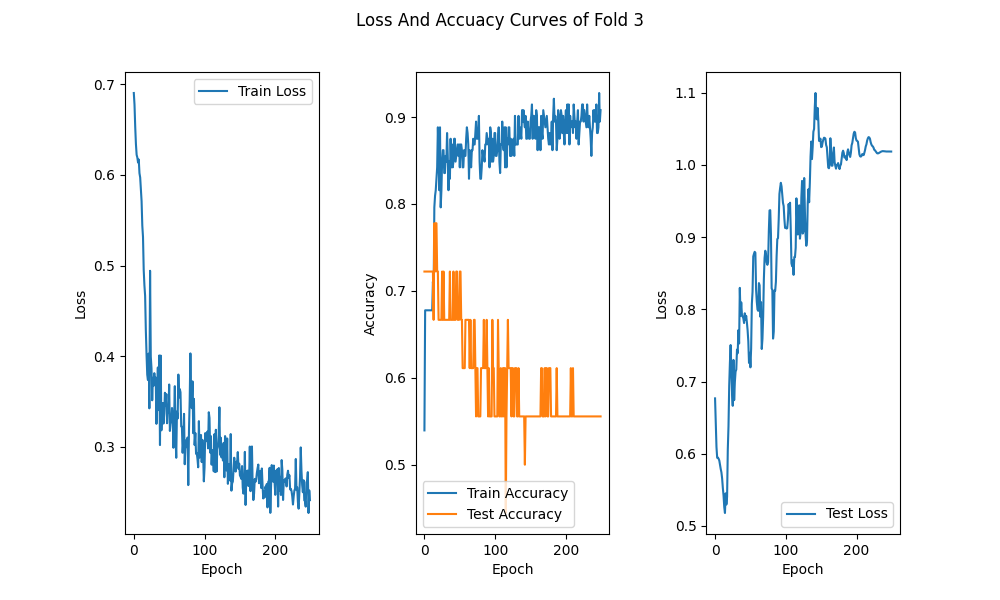 Loss And Accuacy Curves of Fold 3
0.7
0.6
0.5
0.4
0.3
Loss
Train Loss
0 100 200
Epoch
0.9
0.8
0.7
0.6
0.5
Accuracy
Train Accuracy
Test Accuracy
0 100 200
Epoch
1.1
1.0
0.9
0.8
0.7
0.6
0.5
Loss
Test Loss
0 100 200
Epoch